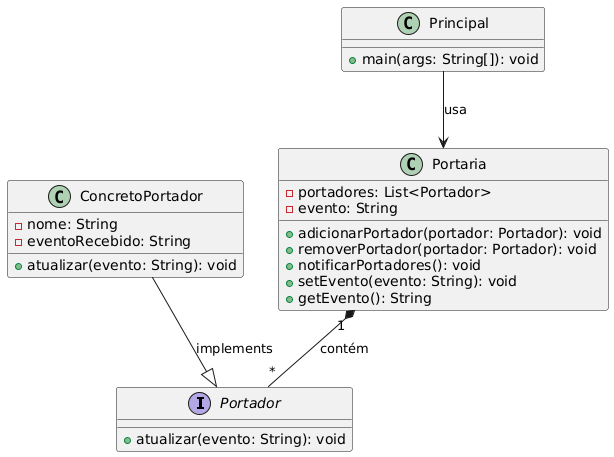 C Principal
main(args: String[]): void
usa
C Portaria
portadores: List<Portador>
evento: String
adicionarPortador(portador: Portador): void
removerPortador(portador: Portador): void
notificarPortadores(): void
setEvento(evento: String): void
getEvento(): String
C ConcretoPortador
nome: String
eventoRecebido: String
atualizar(evento: String): void
1
implements
contém
*
I Portador
atualizar(evento: String): void